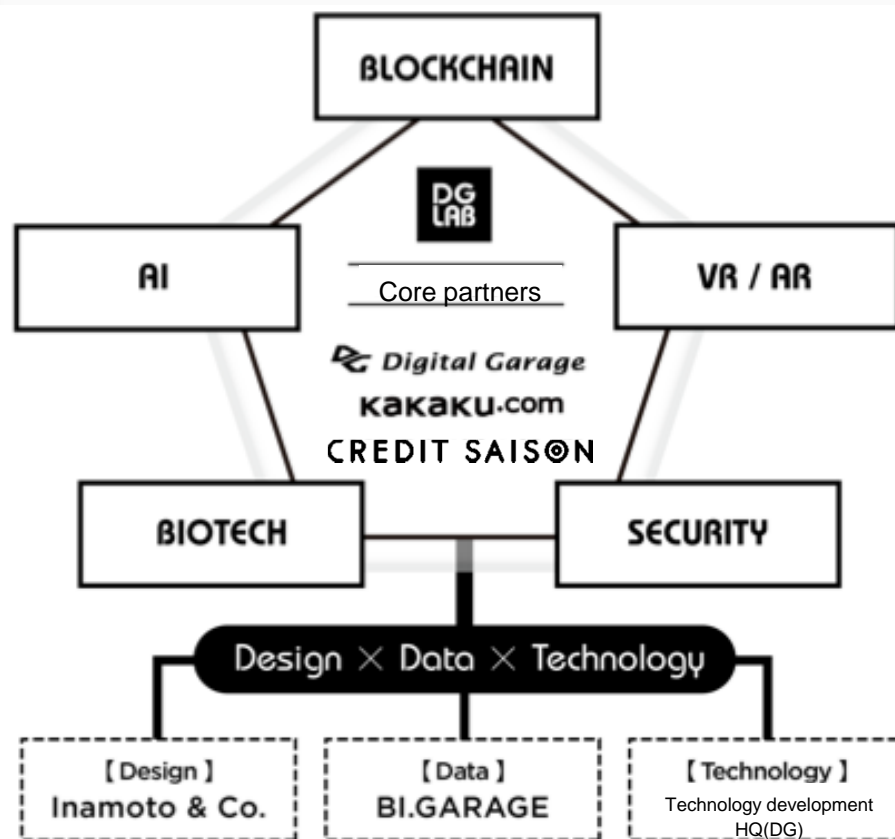 BLOCKCHAIN
DG
LAB
AI
VR / AR
Core partners
DG Digital Garage
kakaku.com
CREDIT SAISON
BIOTECH
SECURITY
Design × Data × Technology
【Design】
Inamoto & Co.
【Data】
BI.GARAGE
【Technology】
Technology development
HQ(DG)